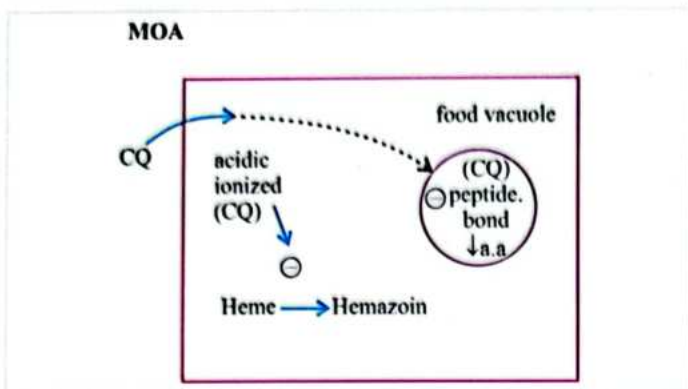 MOA
CQ
acidic
ionized
(CQ)
⊖
Heme → Hemazoin
food vacuole
(CQ)
⊖ peptide.
bond
↓a.a